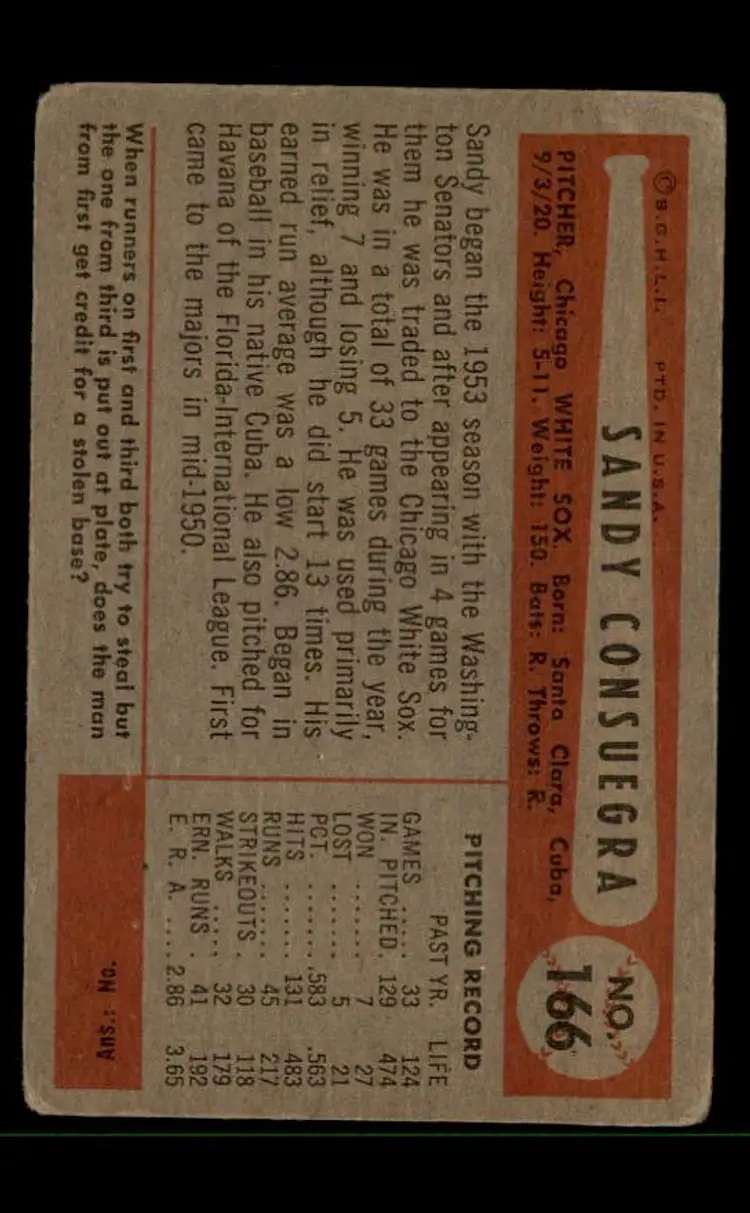 ©B.G.H.L.I. PTD. IN U.S.A.
SANDY CONSUEGRA
NO.
166
PITCHER, Chicago WHITE SOX. Born: Santa Clara, Cuba,
9/3/20. Height: 5-11. Weight: 150. Bats: R. Throws: R.
Sandy began the 1953 season with the Washing-
ton Senators and after appearing in 4 games for
them he was traded to the Chicago White Sox.
He was in a total of 33 games during the year,
winning 7 and losing 5. He was used primarily
in relief, although he did start 13 times. His
earned run average was a low 2.86. Began in
baseball in his native Cuba. He also pitched for
Havana of the Florida-International League. First
came to the majors in mid-1950.
PITCHING RECORD
PAST YR. LIFE
GAMES ..... 33 124
IN. PITCHED. 129 474
WON ....... 7 27
LOST ....... 5 21
PCT. ....... .583 .563
HITS ....... 131 483
RUNS ....... 45 217
STRIKEOUTS . 30 118
WALKS ..... 32 179
ERN. RUNS . 41 192
E. R. A. .... 2.86 3.65
When runners on first and third both try to steal but
the one from third is put out at plate, does the man
from first get credit for a stolen base?
Ans.: No.